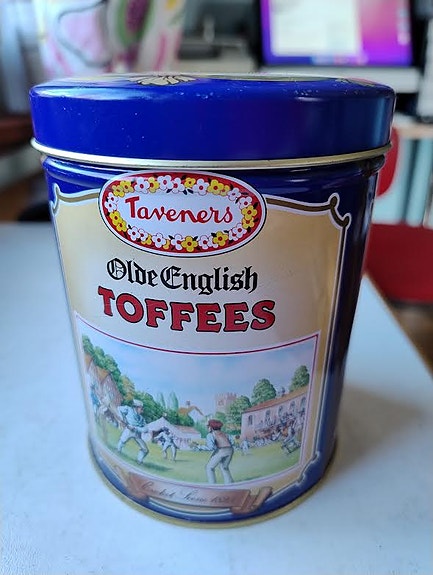 Taveners
Olde English
TOFFEES
Cricket Scene